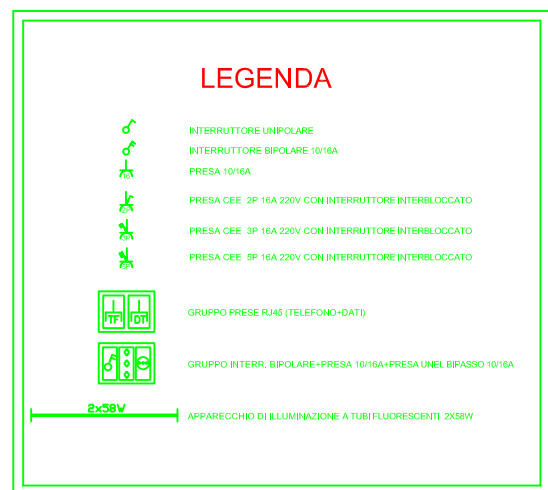 LEGENDA
INTERRUTTORE UNIPOLARE
INTERRUTTORE BIPOLARE 10/16A
PRESA 10/16A
PRESA CEE 2P 16A 220V CON INTERRUTTORE INTERBLOCCATO
PRESA CEE 3P 16A 220V CON INTERRUTTORE INTERBLOCCATO
PRESA CEE 5P 16A 220V CON INTERRUTTORE INTERBLOCCATO
TF DT GRUPPO PRESE RJ45 (TELEFONO+DATI)
GRUPPO INTERR. BIPOLARE+PRESA 10/16A+PRESA UNEL BIPASSO 10/16A
2x58W
APPARECCHIO DI ILLUMINAZIONE A TUBI FLUORESCENTI 2X58W